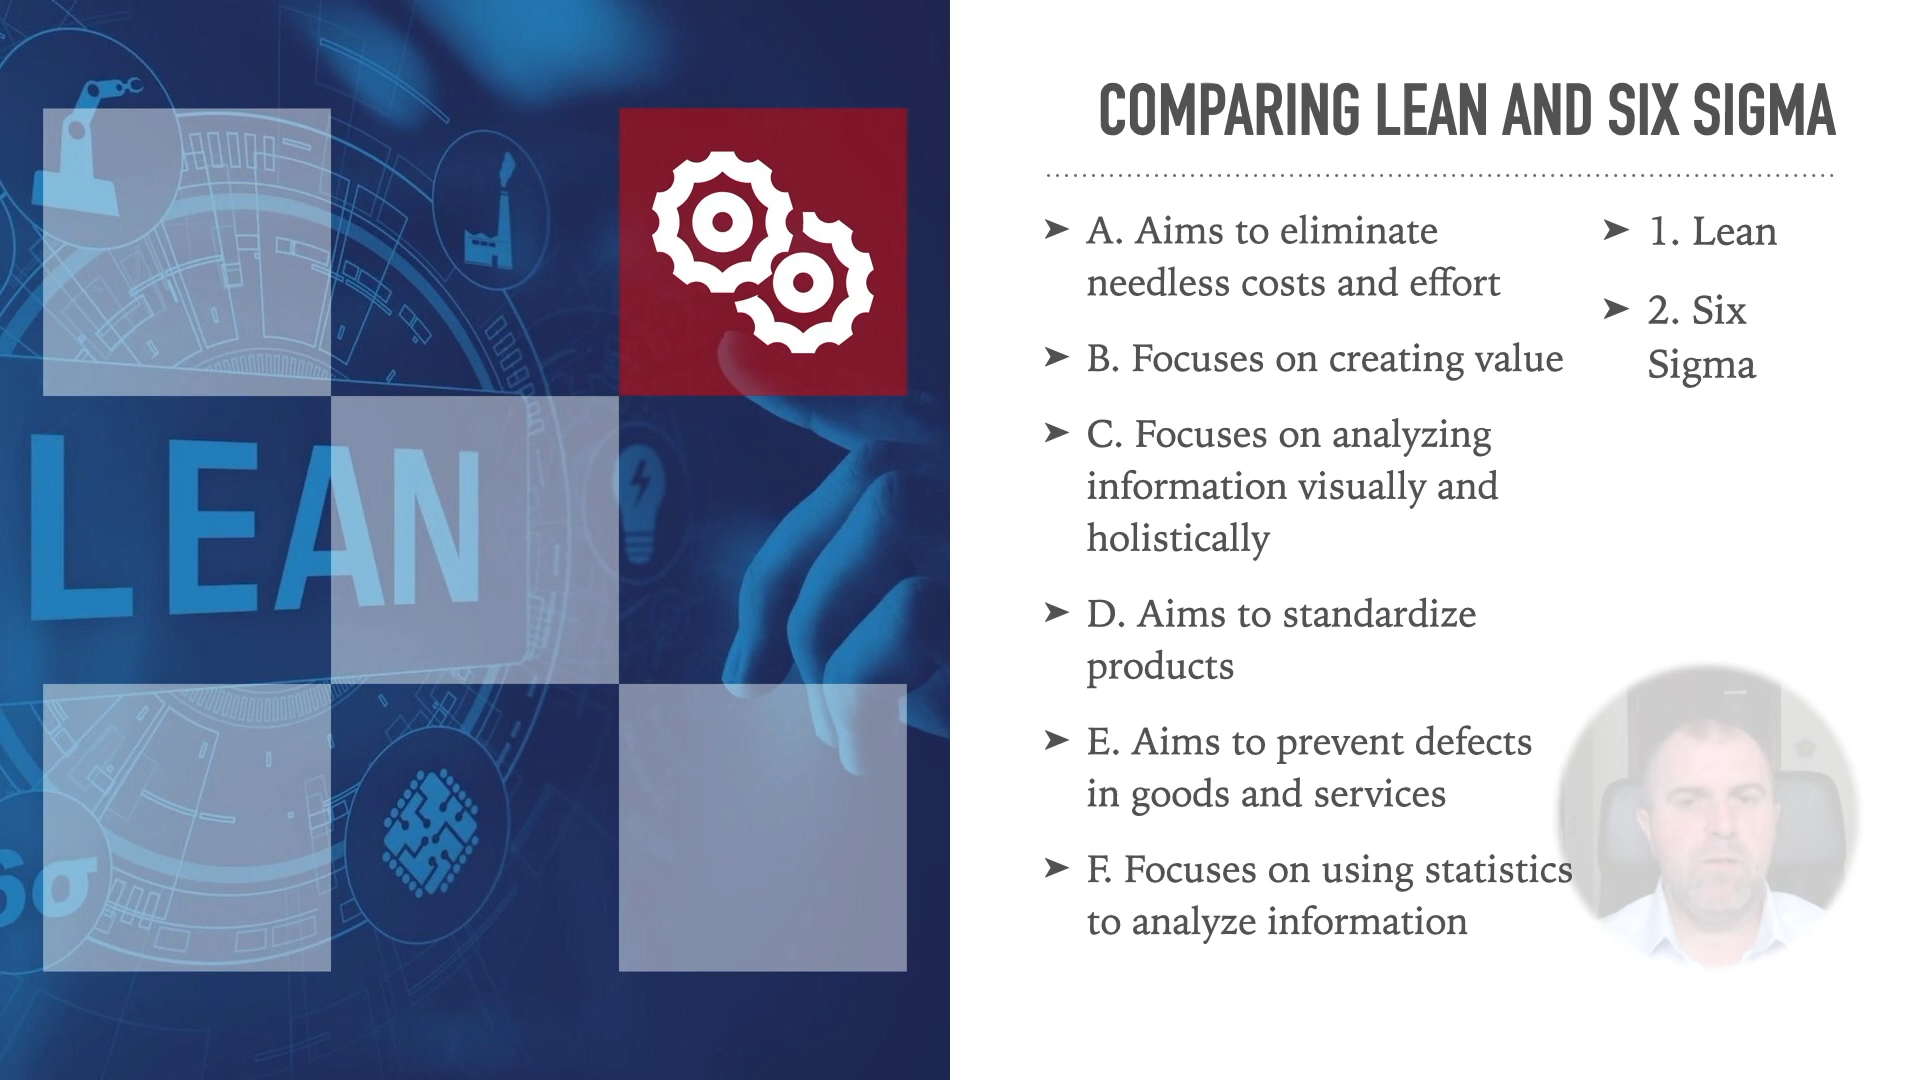 LEAN
6σ
COMPARING LEAN AND SIX SIGMA
➤ A. Aims to eliminate
needless costs and effort
➤ B. Focuses on creating value
➤ C. Focuses on analyzing
information visually and
holistically
➤ D. Aims to standardize
products
➤ E. Aims to prevent defects
in goods and services
➤ F. Focuses on using statistics
to analyze information
➤ 1. Lean
➤ 2. Six
Sigma